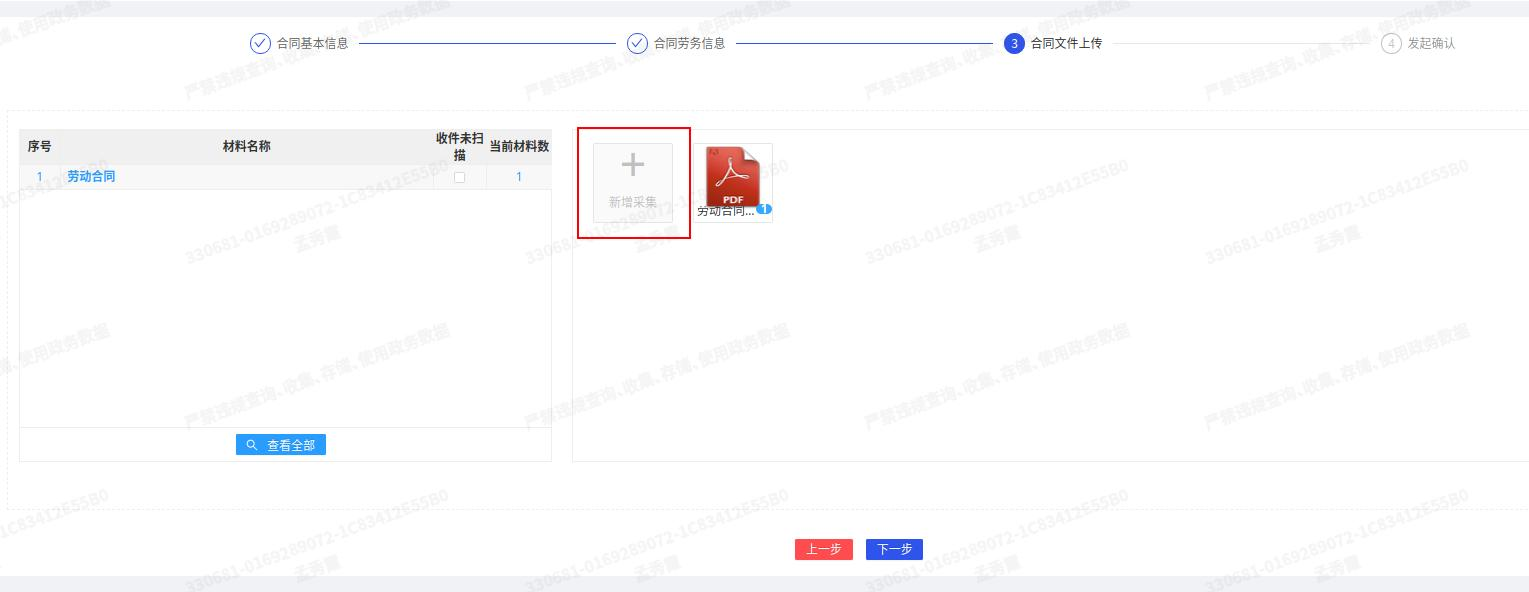 合同基本信息
合同劳务信息
3 合同文件上传
4 发起确认
序号 材料名称 收件未扫描 当前材料数
1 劳动合同 1
新增采集
PDF
劳动合同... 1
查看全部
上一步 下一步
严禁违规查询、收集、存储、使用政务数据
330681-0169289072-1C83412E55B0
孟秀霞